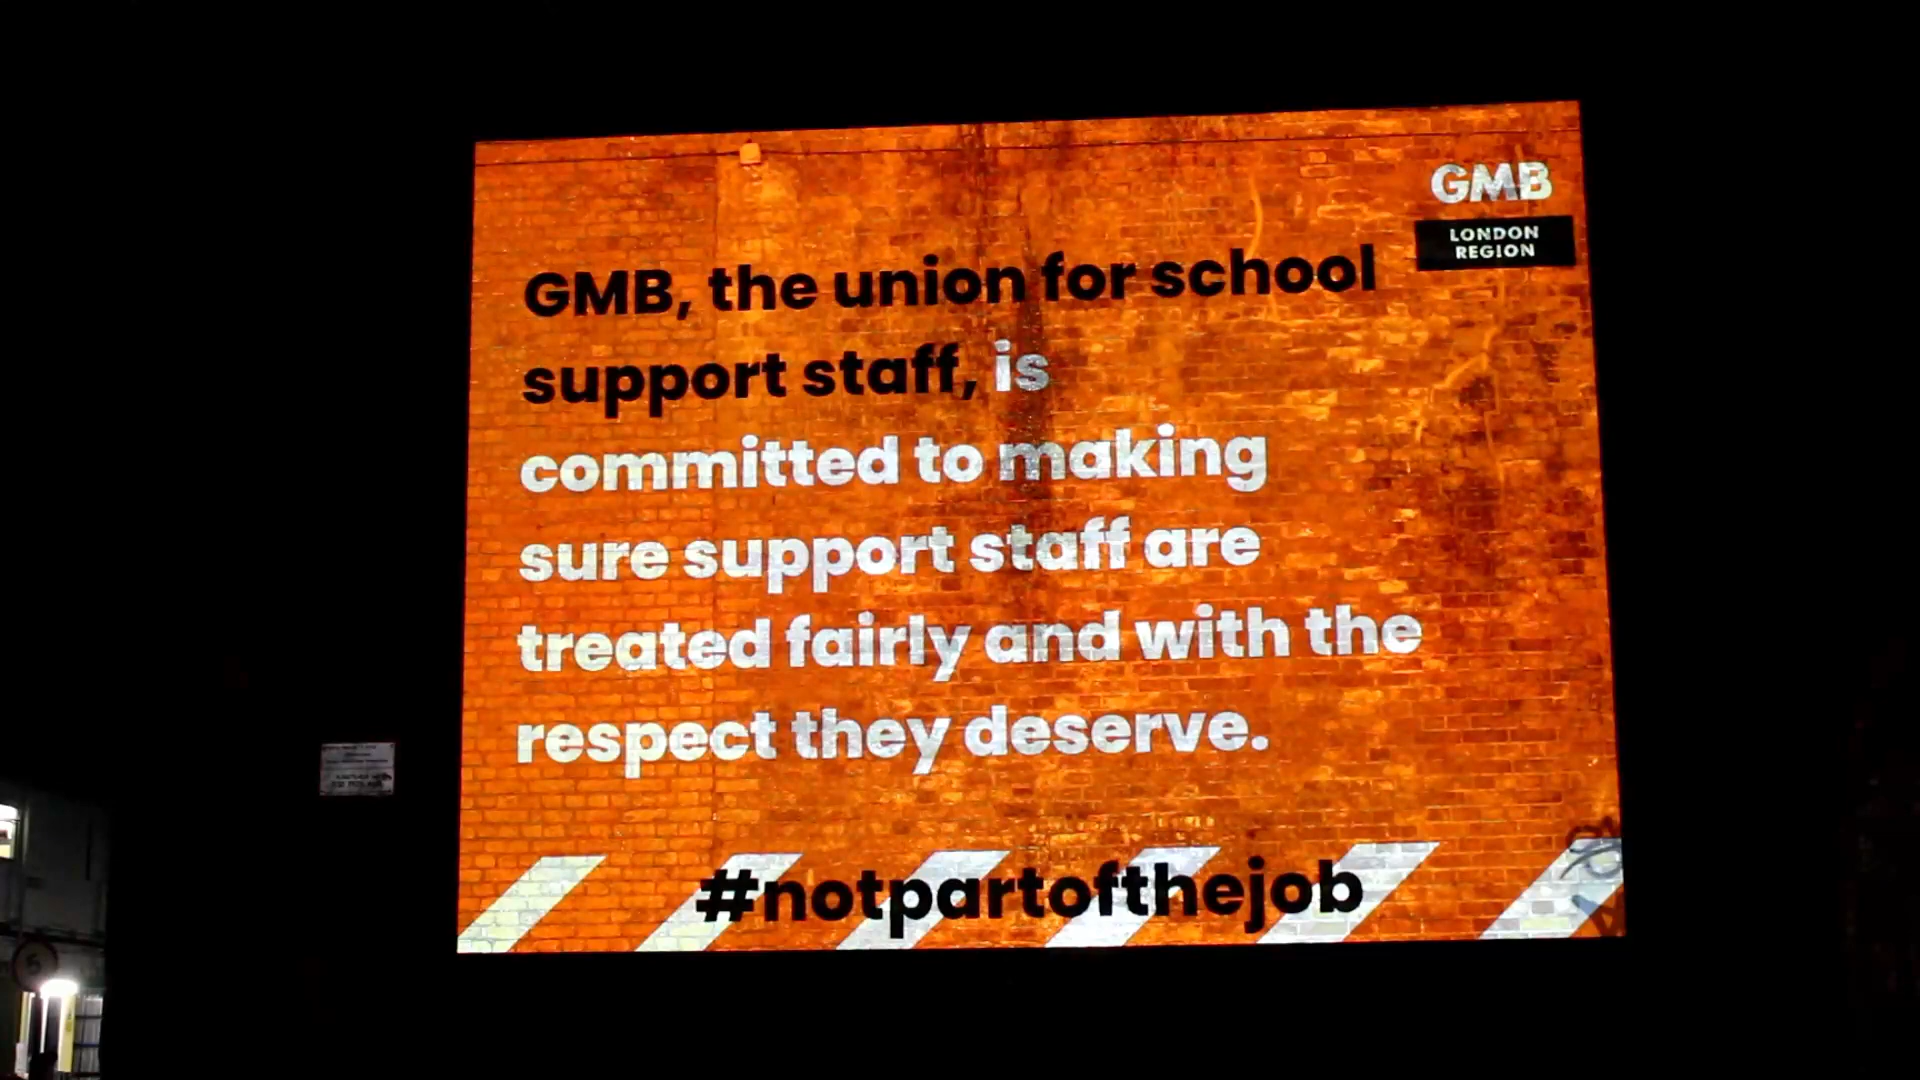 GMB
LONDON
REGION
GMB, the union for school
support staff, is
committed to making
sure support staff are
treated fairly and with the
respect they deserve.
#notpartofthejob